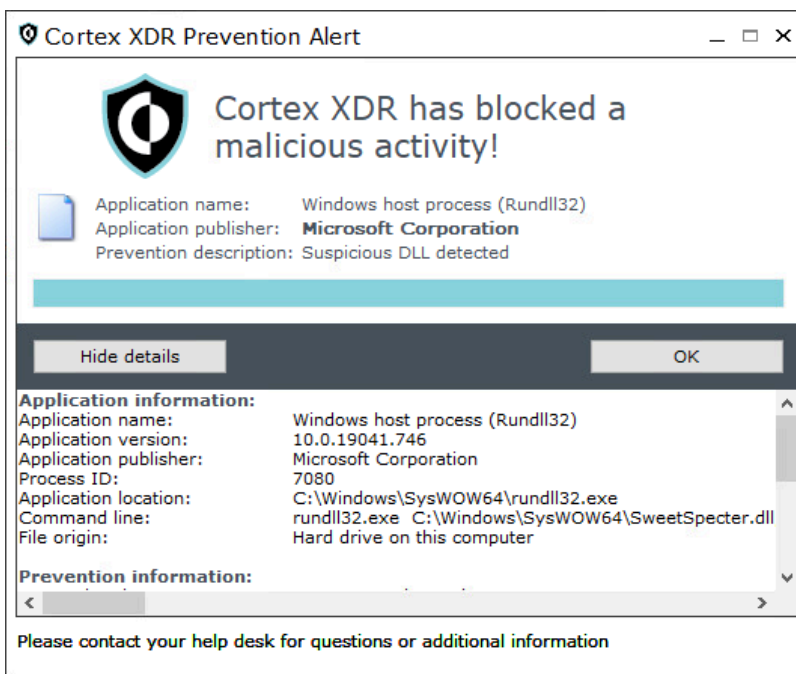 Cortex XDR Prevention Alert
Cortex XDR has blocked a
malicious activity!
Application name: Windows host process (Rundll32)
Application publisher: Microsoft Corporation
Prevention description: Suspicious DLL detected
Hide details OK
Application information:
Application name: Windows host process (Rundll32)
Application version: 10.0.19041.746
Application publisher: Microsoft Corporation
Process ID: 7080
Application location: C:\Windows\SysWOW64\rundll32.exe
Command line: rundll32.exe C:\Windows\SysWOW64\SweetSpecter.dll
File origin: Hard drive on this computer
Prevention information:
Please contact your help desk for questions or additional information